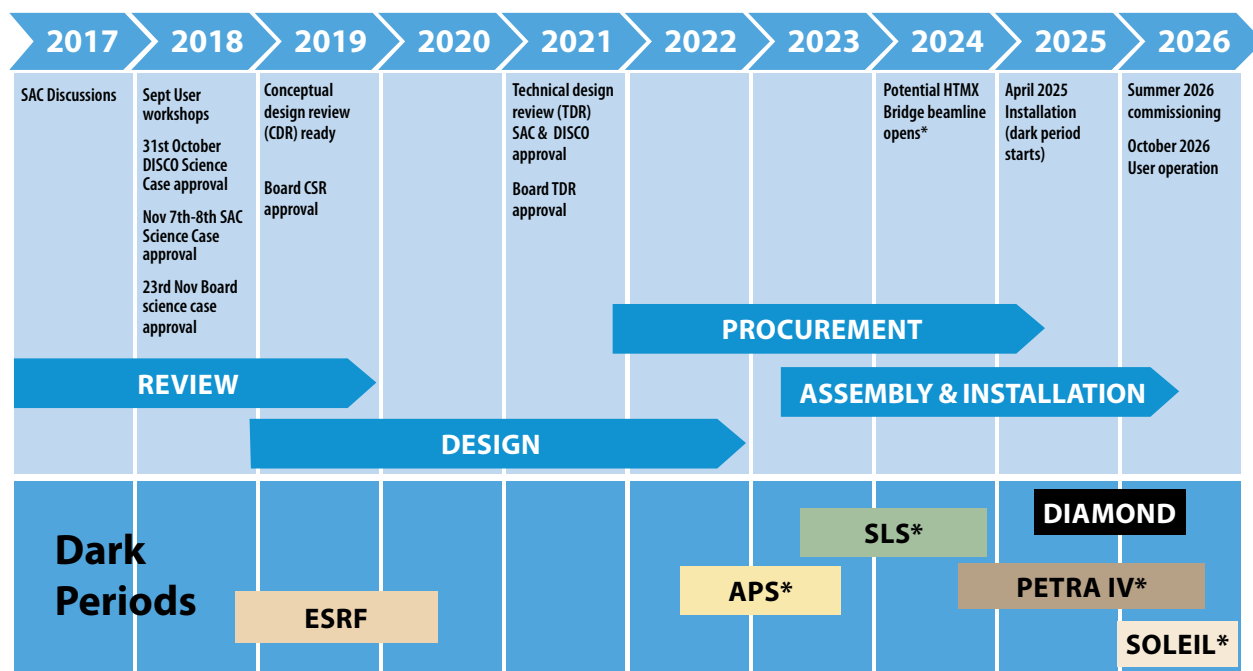 2017
2018
2019
2020
2021
2022
2023
2024
2025
2026
SAC Discussions
Sept User
workshops
31st October
DISCO Science
Case approval
Nov 7th-8th SAC
Science Case
approval
23rd Nov Board
science case
approval
Conceptual
design review
(CDR) ready
Board CSR
approval
Technical design
review (TDR)
SAC & DISCO
approval
Board TDR
approval
Potential HTMX
Bridge beamline
opens*
April 2025
Installation
(dark period
starts)
Summer 2026
commissioning
October 2026
User operation
PROCUREMENT
REVIEW
ASSEMBLY & INSTALLATION
DESIGN
Dark
Periods
DIAMOND
SLS*
APS*
PETRA IV*
ESRF
SOLEIL*